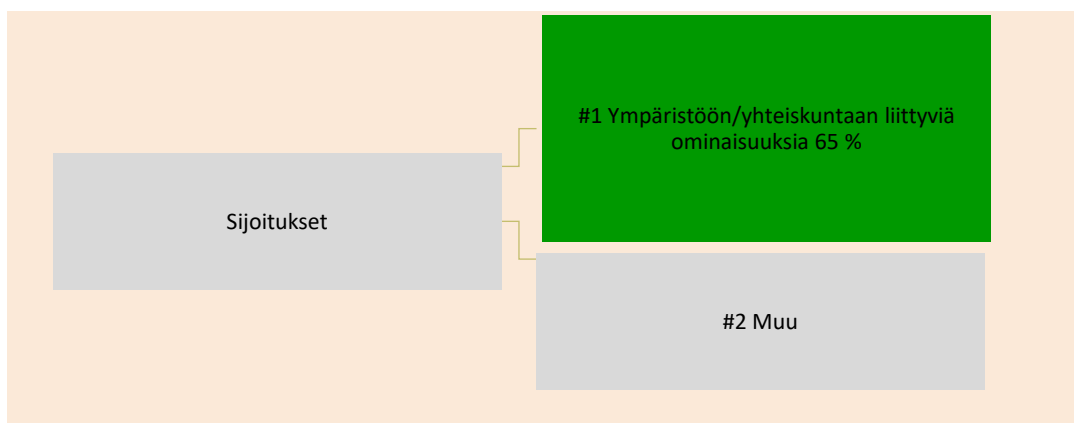 #1 Ympäristöön/yhteiskuntaan liittyviä
ominaisuuksia 65 %
Sijoitukset
#2 Muu